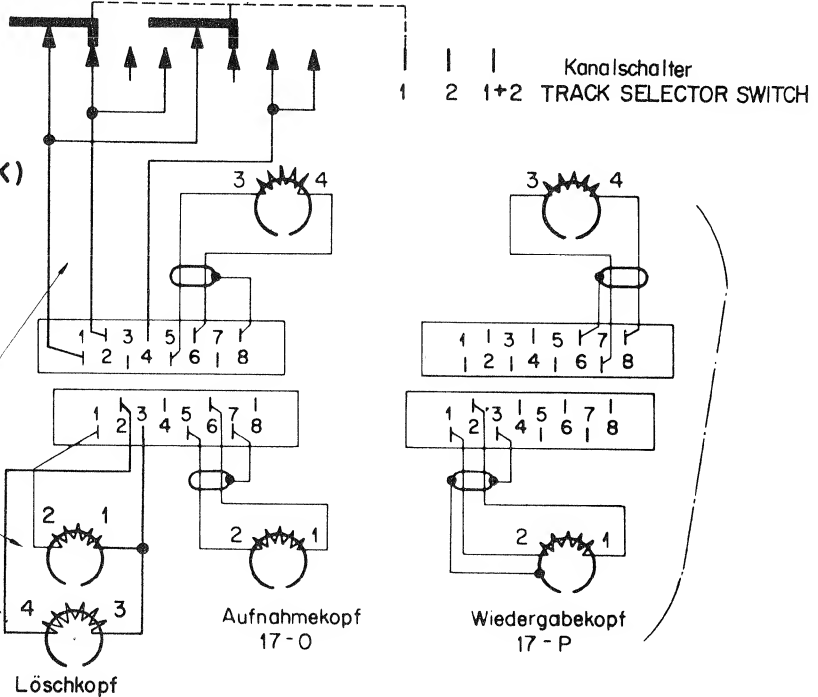 Kanalschalter
1 2 1+2 TRACK SELECTOR SWITCH
3 4
3 4
1 3 5 7
2 4 6 8
1 3 5 7
2 4 6 8
1 3 5 7
2 4 6 8
1 3 5 7
2 4 6 8
2 1
2 1
2 1
4 3
Aufnahmekopf
17-O
Wiedergabekopf
17-P
Löschkopf